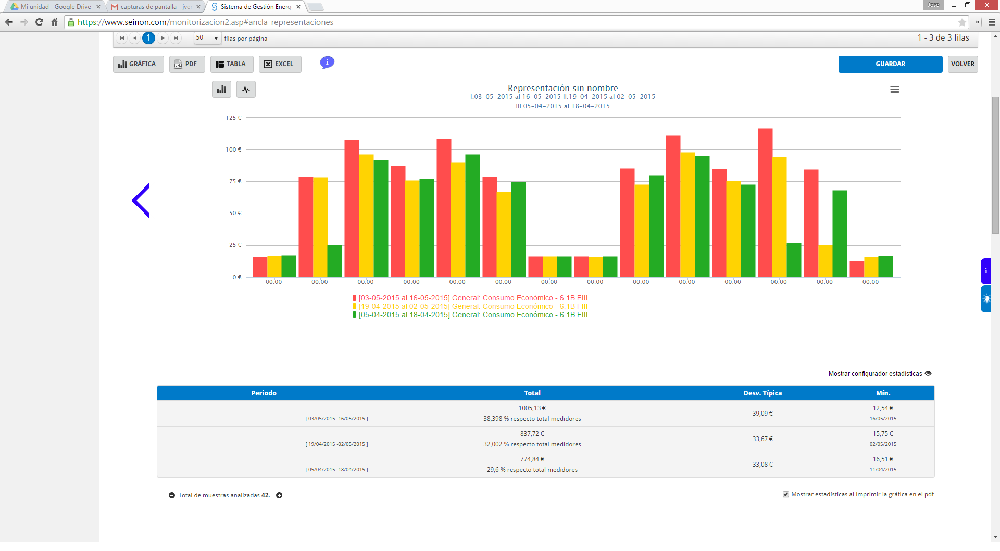 Mi unidad - Google Drive
capturas de pantalla - jver
Sistema de Gestión Energ
Jose
https://www.seinon.com/monitorizacion2.asp#ancla_representaciones
»
1
50
filas por página
1 - 3 de 3 filas
GRÁFICA
PDF
TABLA
EXCEL
i
GUARDAR
VOLVER
Representación sin nombre
I.03-05-2015 al 16-05-2015 II.19-04-2015 al 02-05-2015
III.05-04-2015 al 18-04-2015
125 €
100 €
75 €
50 €
25 €
0 €
00:00 00:00 00:00 00:00 00:00 00:00 00:00 00:00 00:00 00:00 00:00 00:00 00:00 00:00
[03-05-2015 al 16-05-2015] General: Consumo Económico - 6.1B FIII
[19-04-2015 al 02-05-2015] General: Consumo Económico - 6.1B FIII
[05-04-2015 al 18-04-2015] General: Consumo Económico - 6.1B FIII
i
Mostrar configurador estadísticas
Periodo Total Desv. Típica Mín.
1005,13 € 12,54 €
39,09 €
[ 03/05/2015 -16/05/2015 ] 38,398 % respecto total medidores 16/05/2015
837,72 € 15,75 €
33,67 €
[ 19/04/2015 -02/05/2015 ] 32,002 % respecto total medidores 02/05/2015
774,84 € 16,51 €
33,08 €
[ 05/04/2015 -18/04/2015 ] 29,6 % respecto total medidores 11/04/2015
Total de muestras analizadas 42.
Mostrar estadísticas al imprimir la gráfica en el pdf